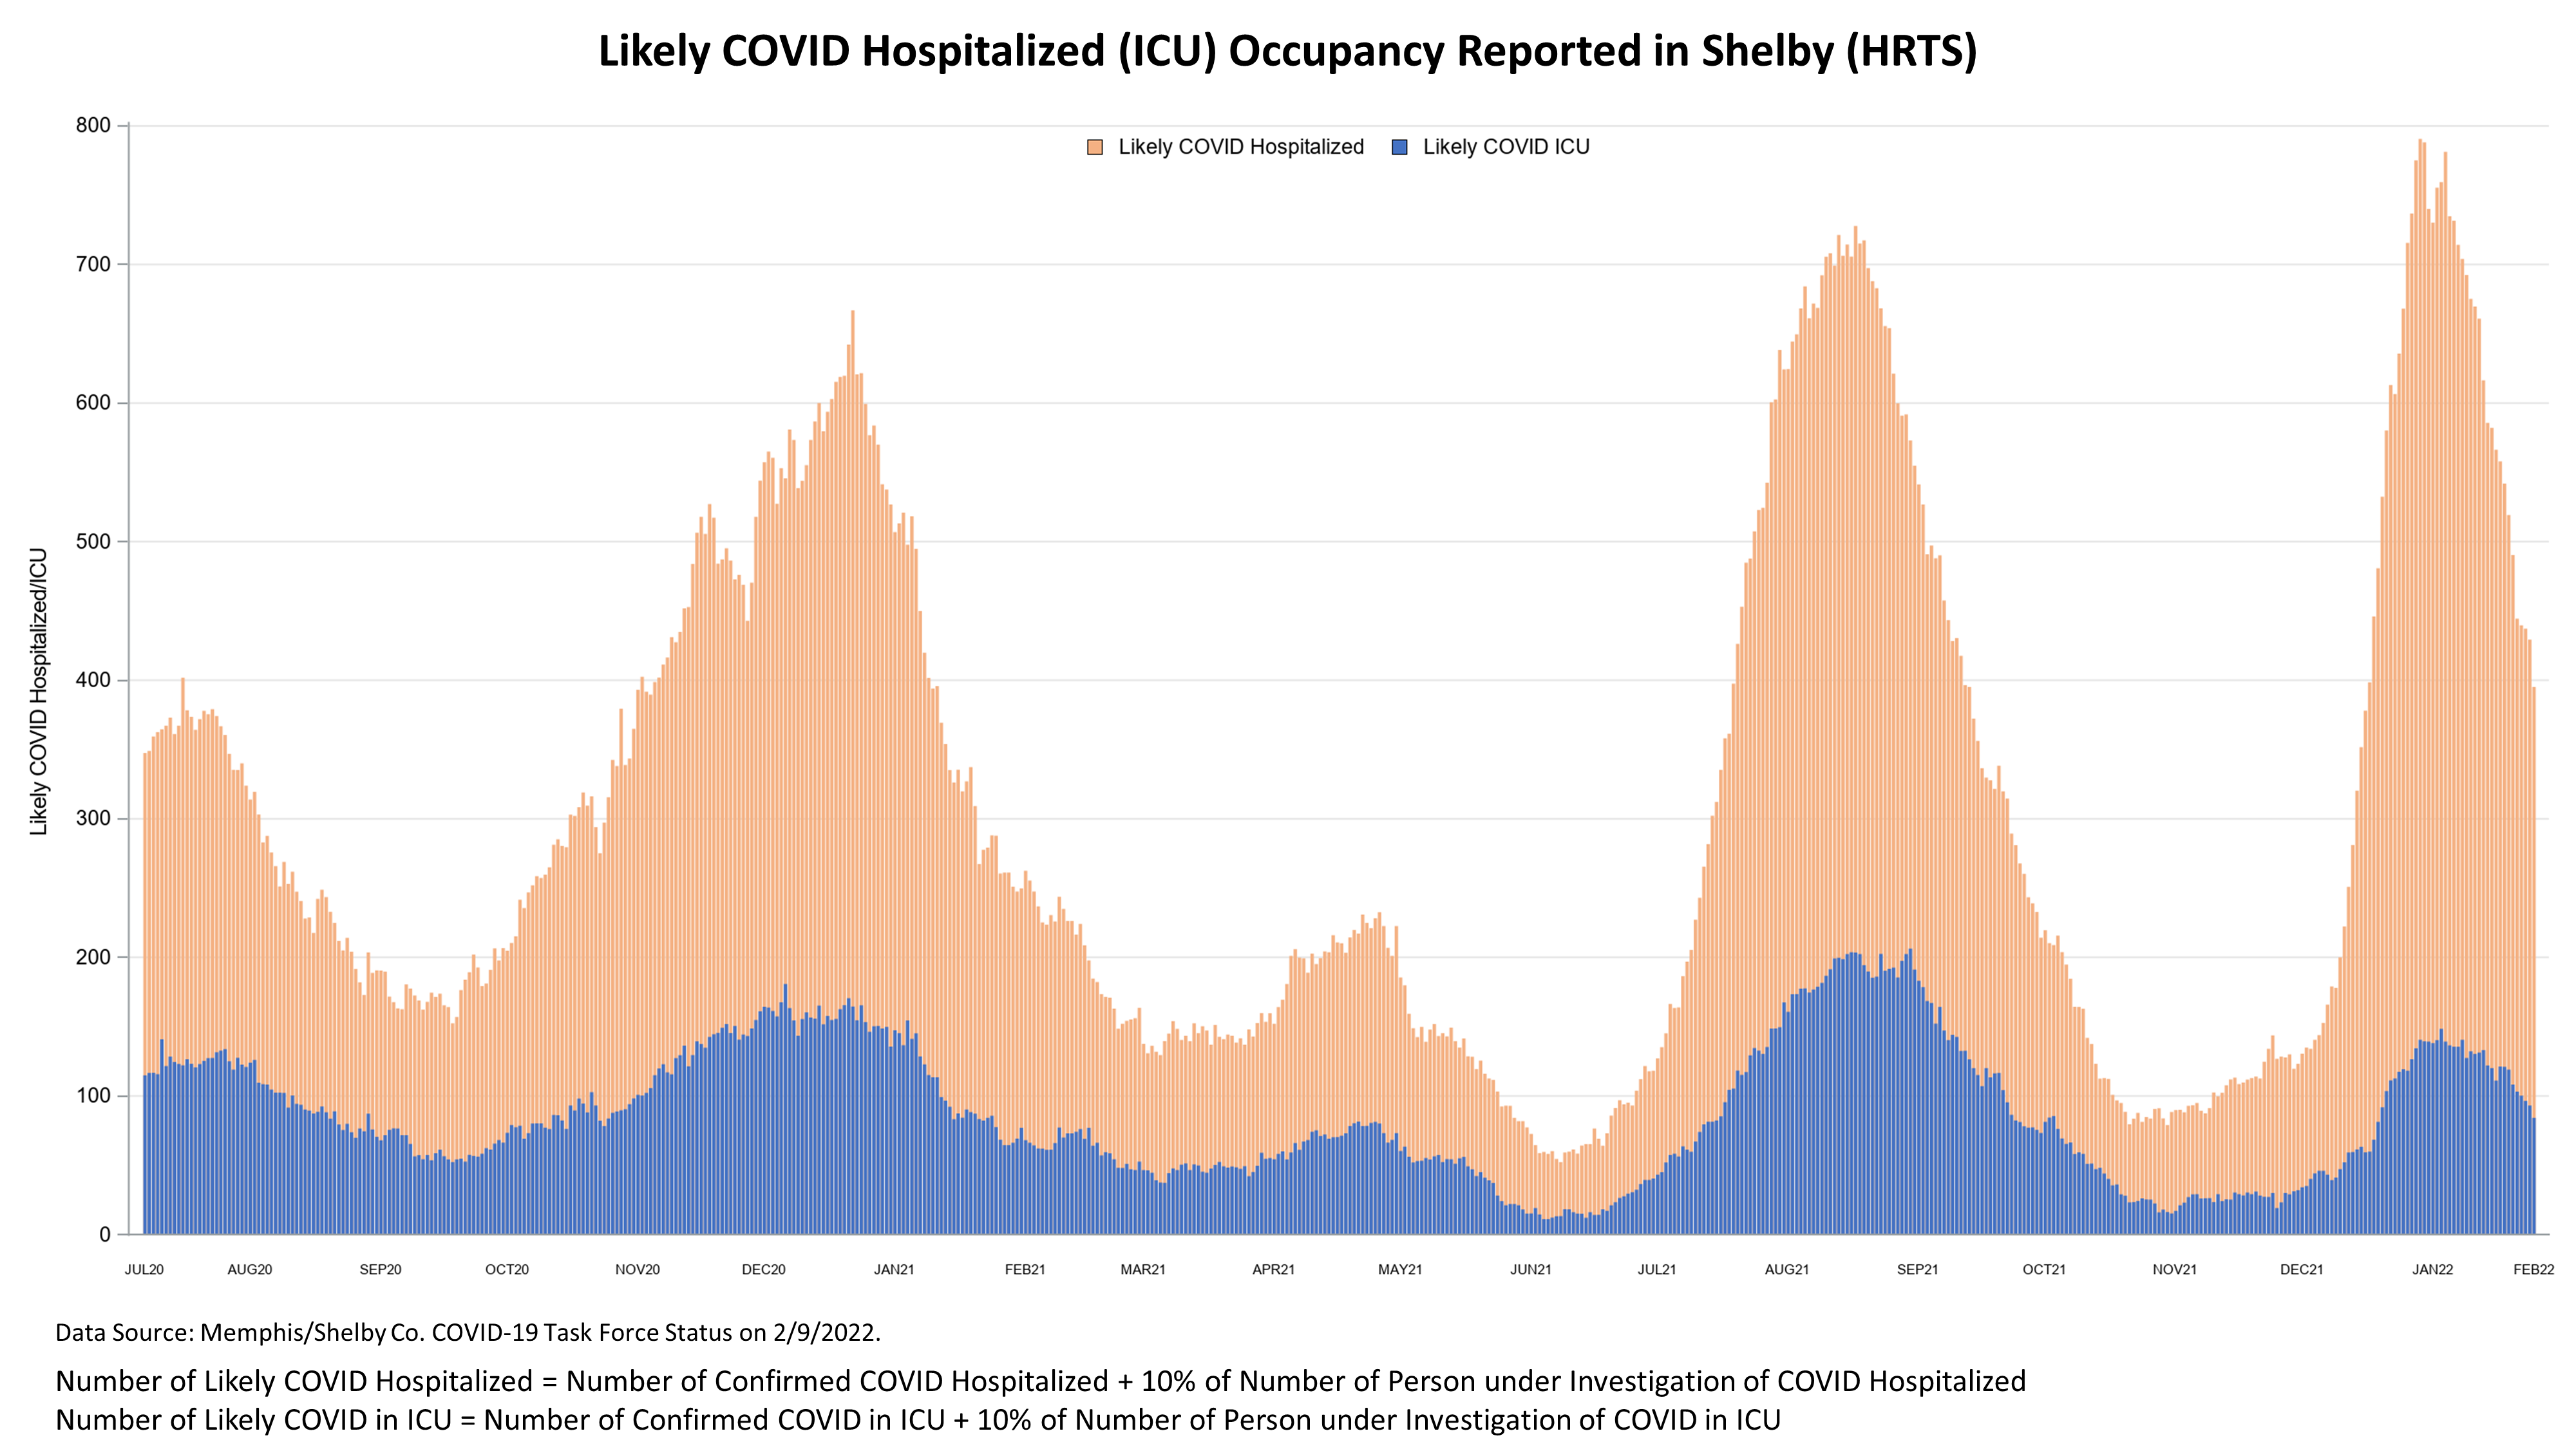 Likely COVID Hospitalized (ICU) Occupancy Reported in Shelby (HRTS)
Likely COVID Hospitalized Likely COVID ICU
Likely COVID Hospitalized/ICU
800
700
600
500
400
300
200
100
0
JUL20 AUG20 SEP20 OCT20 NOV20 DEC20 JAN21 FEB21 MAR21 APR21 MAY21 JUN21 JUL21 AUG21 SEP21 OCT21 NOV21 DEC21 JAN22 FEB22
Data Source: Memphis/Shelby Co. COVID-19 Task Force Status on 2/9/2022.
Number of Likely COVID Hospitalized = Number of Confirmed COVID Hospitalized + 10% of Number of Person under Investigation of COVID Hospitalized
Number of Likely COVID in ICU = Number of Confirmed COVID in ICU + 10% of Number of Person under Investigation of COVID in ICU